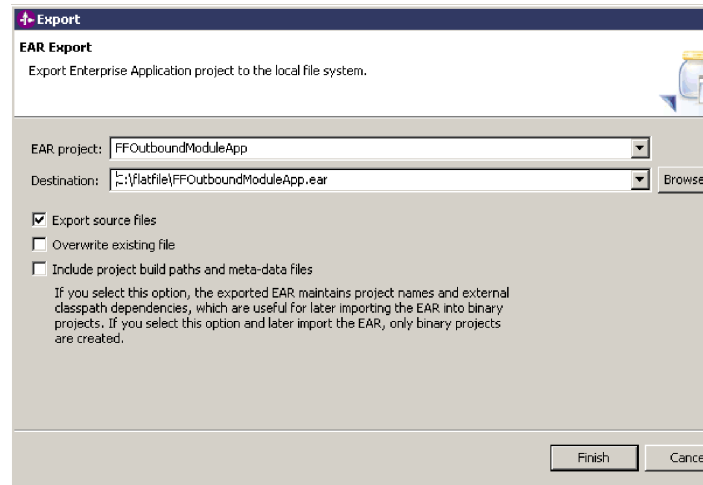 Export
EAR Export
Export Enterprise Application project to the local file system.
EAR project: FFOutboundModuleApp
Destination: C:\flatfile\FFOutboundModuleApp.ear Browse
Export source files
Overwrite existing file
Include project build paths and meta-data files
If you select this option, the exported EAR maintains project names and external
classpath dependencies, which are useful for later importing the EAR into binary
projects. If you select this option and later import the EAR, only binary projects
are created.
Finish Cance